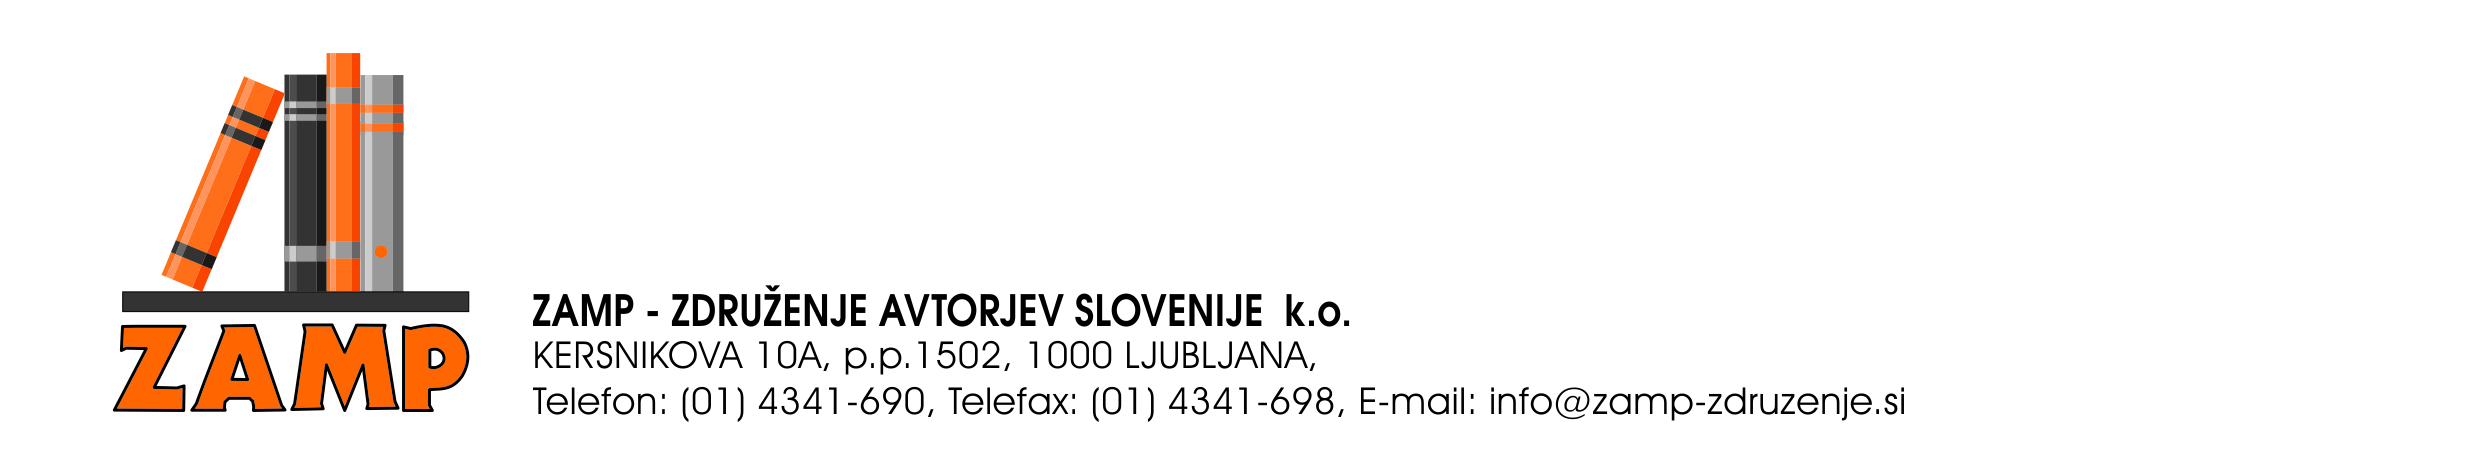 ZAMP
ZAMP - ZDRUŽENJE AVTORJEV SLOVENIJE k.o.
KERSNIKOVA 10A, p.p.1502, 1000 LJUBLJANA,
Telefon: (01) 4341-690, Telefax: (01) 4341-698, E-mail: info@zamp-zdruzenje.si